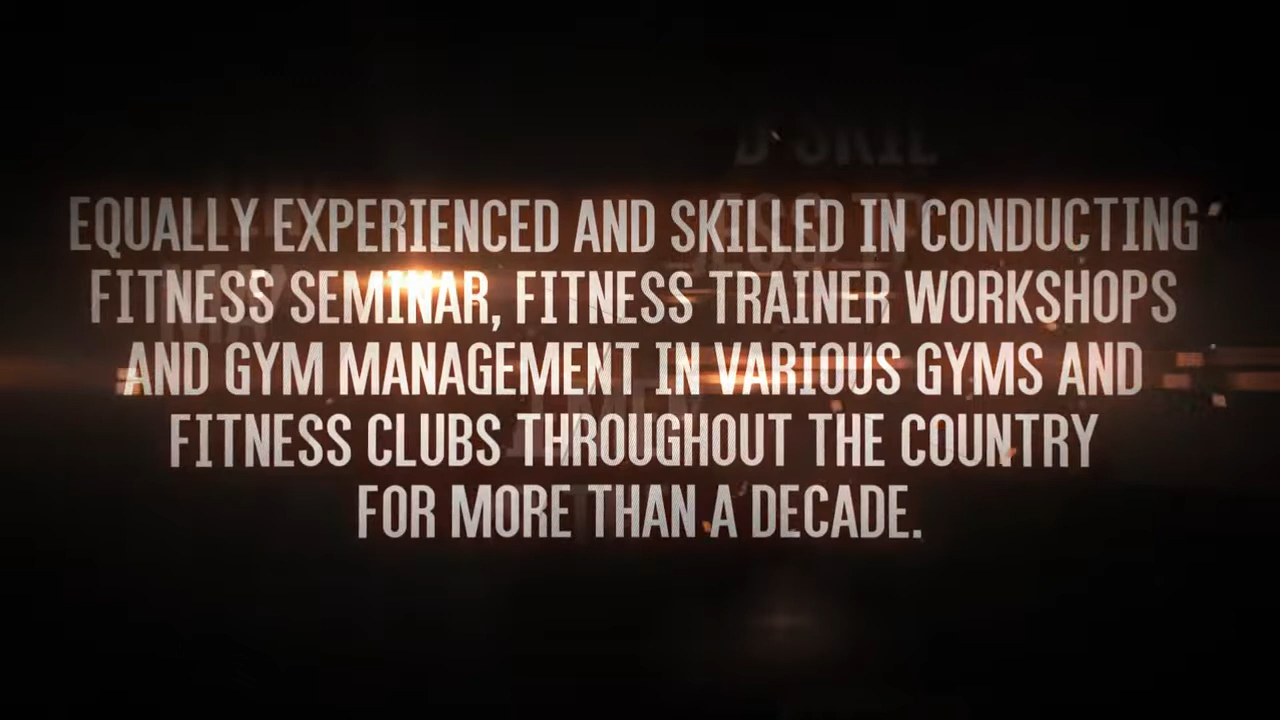 EQUALLY EXPERIENCED AND SKILLED IN CONDUCTING
FITNESS SEMINAR, FITNESS TRAINER WORKSHOPS
AND GYM MANAGEMENT IN VARIOUS GYMS AND
FITNESS CLUBS THROUGHOUT THE COUNTRY
FOR MORE THAN A DECADE.